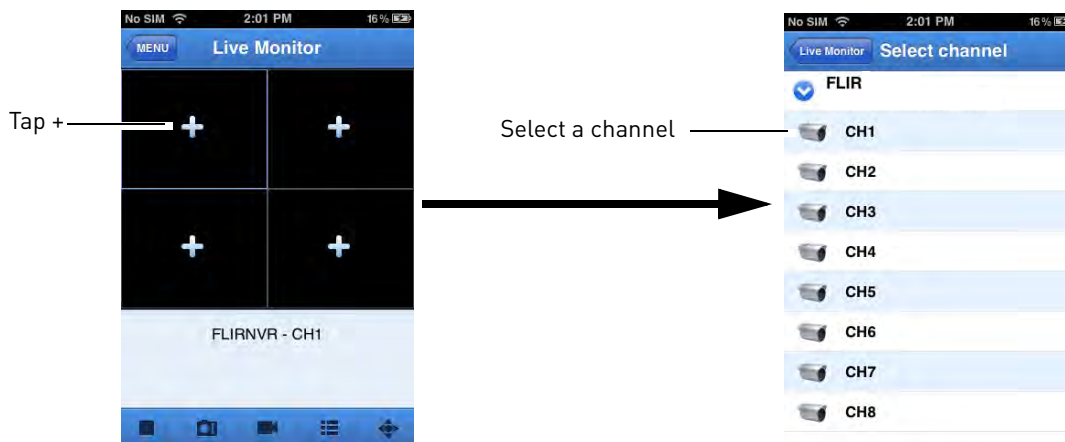 No SIM 2:01 PM 16%
MENU Live Monitor
Tap +
FLIRNVR - CH1
Select a channel
No SIM 2:01 PM 16%
Live Monitor Select channel
FLIR
CH1
CH2
CH3
CH4
CH5
CH6
CH7
CH8